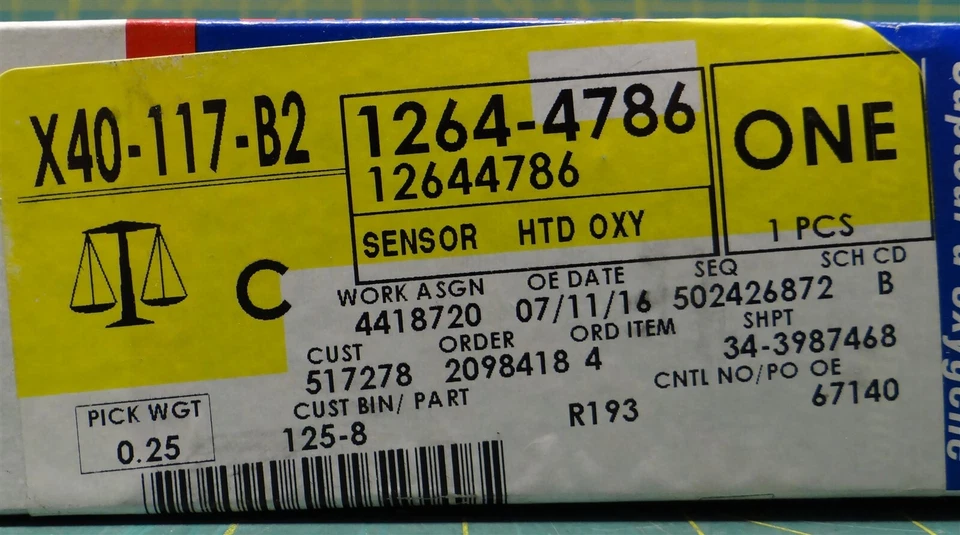 X40-117-B2
1264-4786
12644786
SENSOR HTD OXY
ONE
1 PCS
C
WORK ASGN
4418720
OE DATE
07/11/16
SEQ
502426872
SCH CD
B
CUST
517278
ORDER
2098418
ORD ITEM
4
SHPT
34-3987468
CUST BIN/ PART
125-8
R193
CNTL NO/PO OE
67140
PICK WGT
0.25